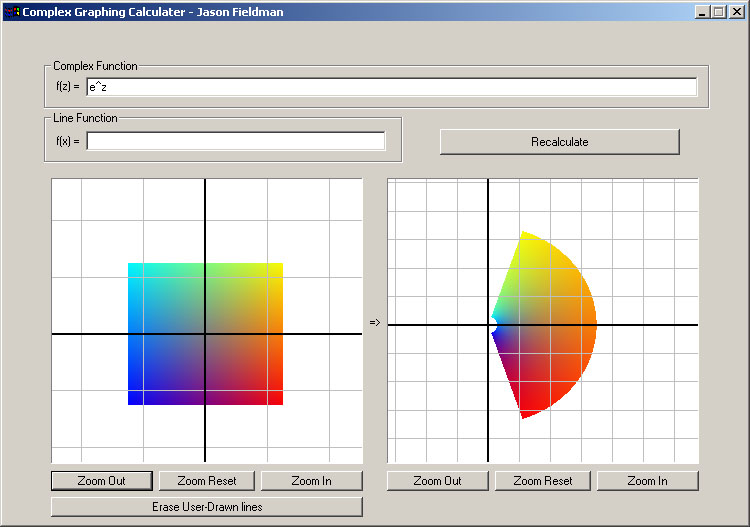 Complex Graphing Calculater - Jason Fieldman
Complex Function
f(z) = e^z
Line Function
f(x) =
Recalculate
=>
Zoom Out Zoom Reset Zoom In Zoom Out Zoom Reset Zoom In
Erase User-Drawn lines